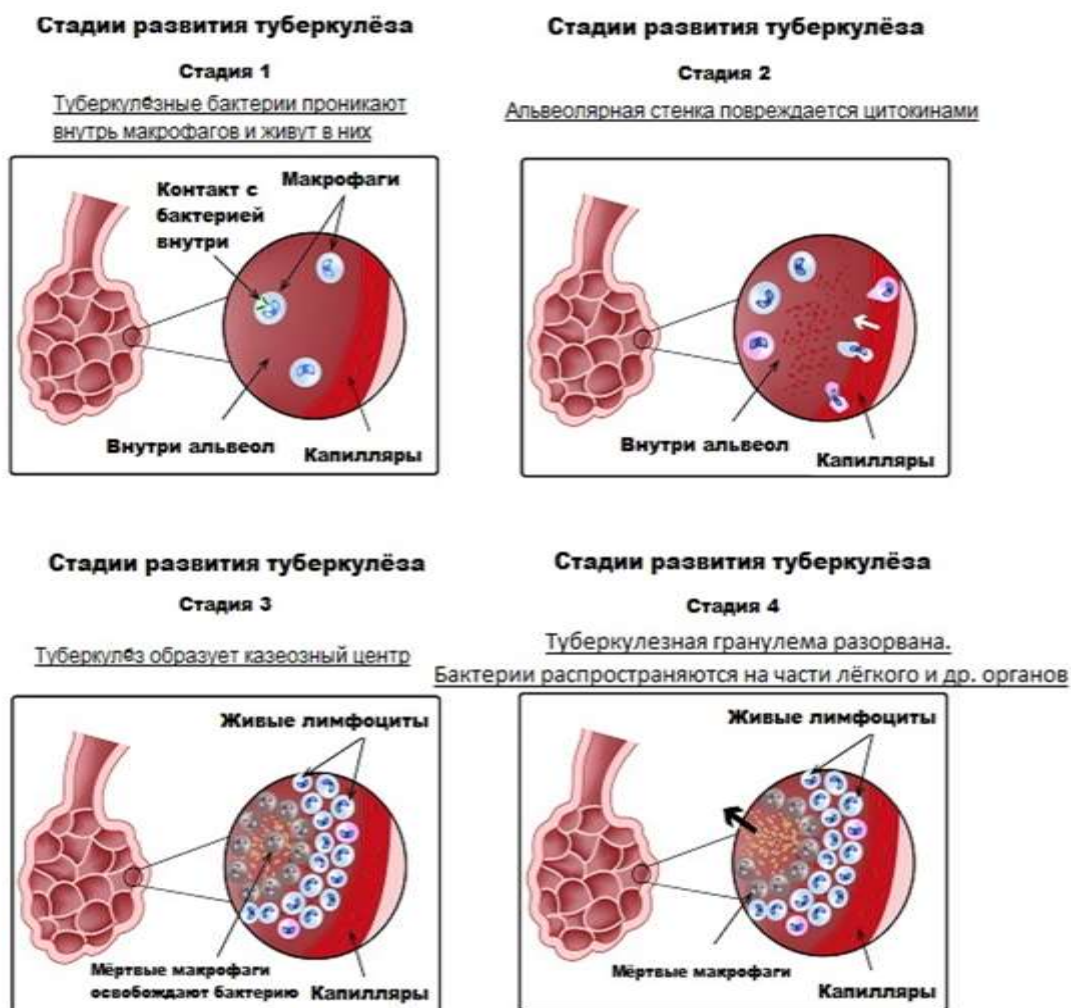 Стадии развития туберкулёза
Стадия 1
Туберкулёзные бактерии проникают
внутрь макрофагов и живут в них
Контакт с
бактерией
внутри
Макрофаги
Внутри альвеол
Капилляры
Стадии развития туберкулёза
Стадия 2
Альвеолярная стенка повреждается цитокинами
Внутри альвеол
Капилляры
Стадии развития туберкулёза
Стадия 3
Туберкулёз образует казеозный центр
Живые лимфоциты
Мёртвые макрофаги
освобождают бактерию
Капилляры
Стадии развития туберкулёза
Стадия 4
Туберкулезная гранулема разорвана.
Бактерии распространяются на части лёгкого и др. органов
Живые лимфоциты
Мёртвые макрофаги
Капилляры